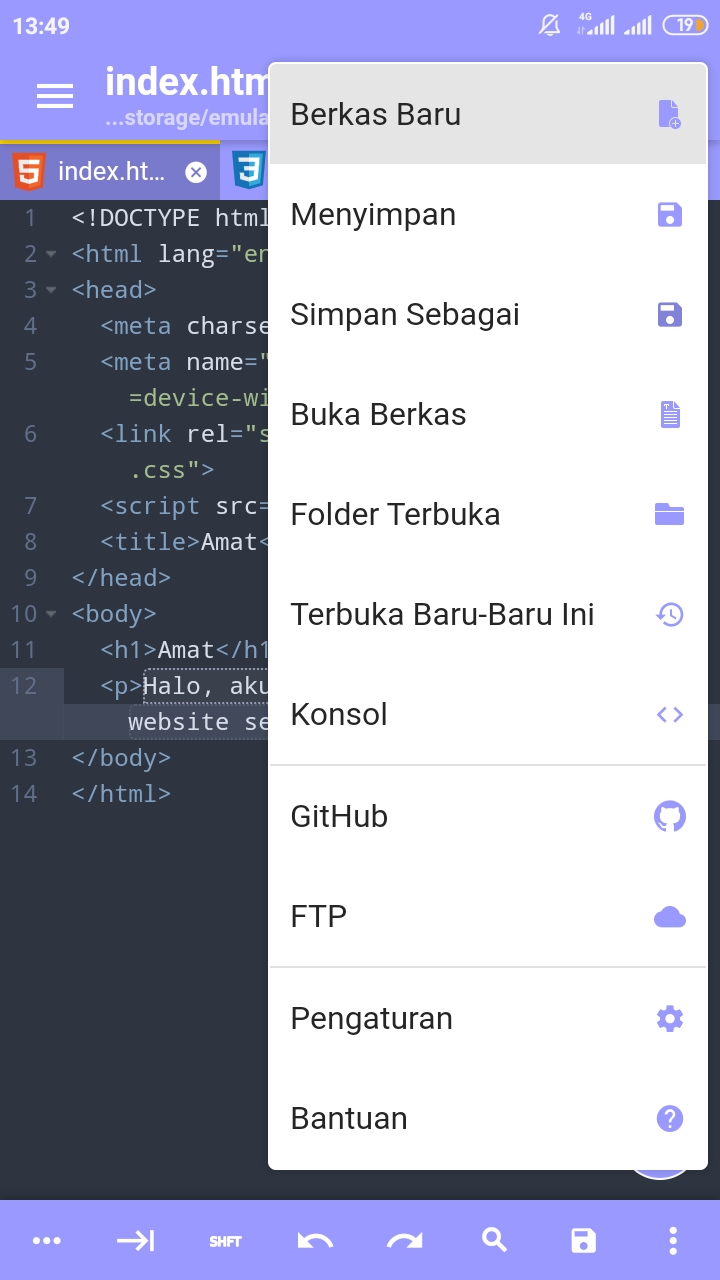 13:49
4G
19
index.htm
...storage/emula
index.ht...
Berkas Baru
Menyimpan
Simpan Sebagai
Buka Berkas
Folder Terbuka
Terbuka Baru-Baru Ini
Konsol
GitHub
FTP
Pengaturan
Bantuan
1 <!DOCTYPE html
2 <html lang="en
3 <head>
4 <meta charse
5 <meta name="
=device-wi
6 <link rel="s
.css">
7 <script src=
8 <title>Amat<
9 </head>
10 <body>
11 <h1>Amat</h1
12 <p>Halo, aku
website se
13 </body>
14 </html>
SHFT